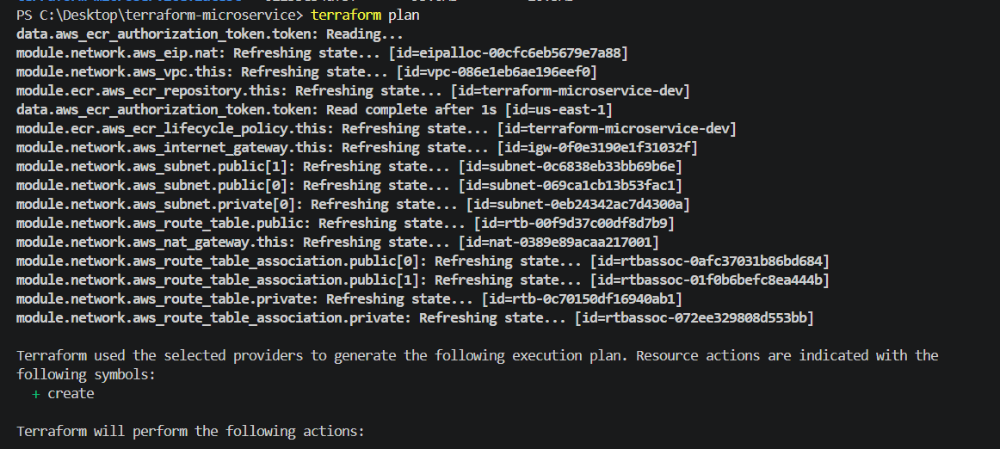 PS C:\Desktop\terraform-microservice> terraform plan
data.aws_ecr_authorization_token.token: Reading...
module.network.aws_eip.nat: Refreshing state... [id=eipalloc-00cfc6eb5679e7a88]
module.network.aws_vpc.this: Refreshing state... [id=vpc-086e1eb6ae196eef0]
module.ecr.aws_ecr_repository.this: Refreshing state... [id=terraform-microservice-dev]
data.aws_ecr_authorization_token.token: Read complete after 1s [id=us-east-1]
module.ecr.aws_ecr_lifecycle_policy.this: Refreshing state... [id=terraform-microservice-dev]
module.network.aws_internet_gateway.this: Refreshing state... [id=igw-0f0e3190e1f31032f]
module.network.aws_subnet.public[1]: Refreshing state... [id=subnet-0c6838eb33bb69b6e]
module.network.aws_subnet.public[0]: Refreshing state... [id=subnet-069ca1cb13b53fac1]
module.network.aws_subnet.private[0]: Refreshing state... [id=subnet-0eb24342ac7d4300a]
module.network.aws_route_table.public: Refreshing state... [id=rtb-00f9d37c00df8d7b9]
module.network.aws_nat_gateway.this: Refreshing state... [id=nat-0389e89acaa217001]
module.network.aws_route_table_association.public[0]: Refreshing state... [id=rtbassoc-0afc37031b86bd684]
module.network.aws_route_table_association.public[1]: Refreshing state... [id=rtbassoc-01f0b6befc8ea444b]
module.network.aws_route_table.private: Refreshing state... [id=rtb-0c70150df16940ab1]
module.network.aws_route_table_association.private: Refreshing state... [id=rtbassoc-072ee329808d553bb]
Terraform used the selected providers to generate the following execution plan. Resource actions are indicated with the
following symbols:
+ create
Terraform will perform the following actions: